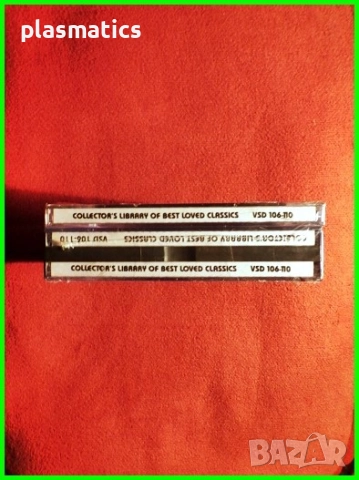 plasmatics
COLLECTOR'S LIBRARY OF BEST LOVED CLASSICS VSD 106-110
COLLECTOR'S LIBRARY OF BEST LOVED CLASSICS VSD 106-110
COLLECTOR'S LIBRARY OF BEST LOVED CLASSICS VSD 106-110
BAZAR